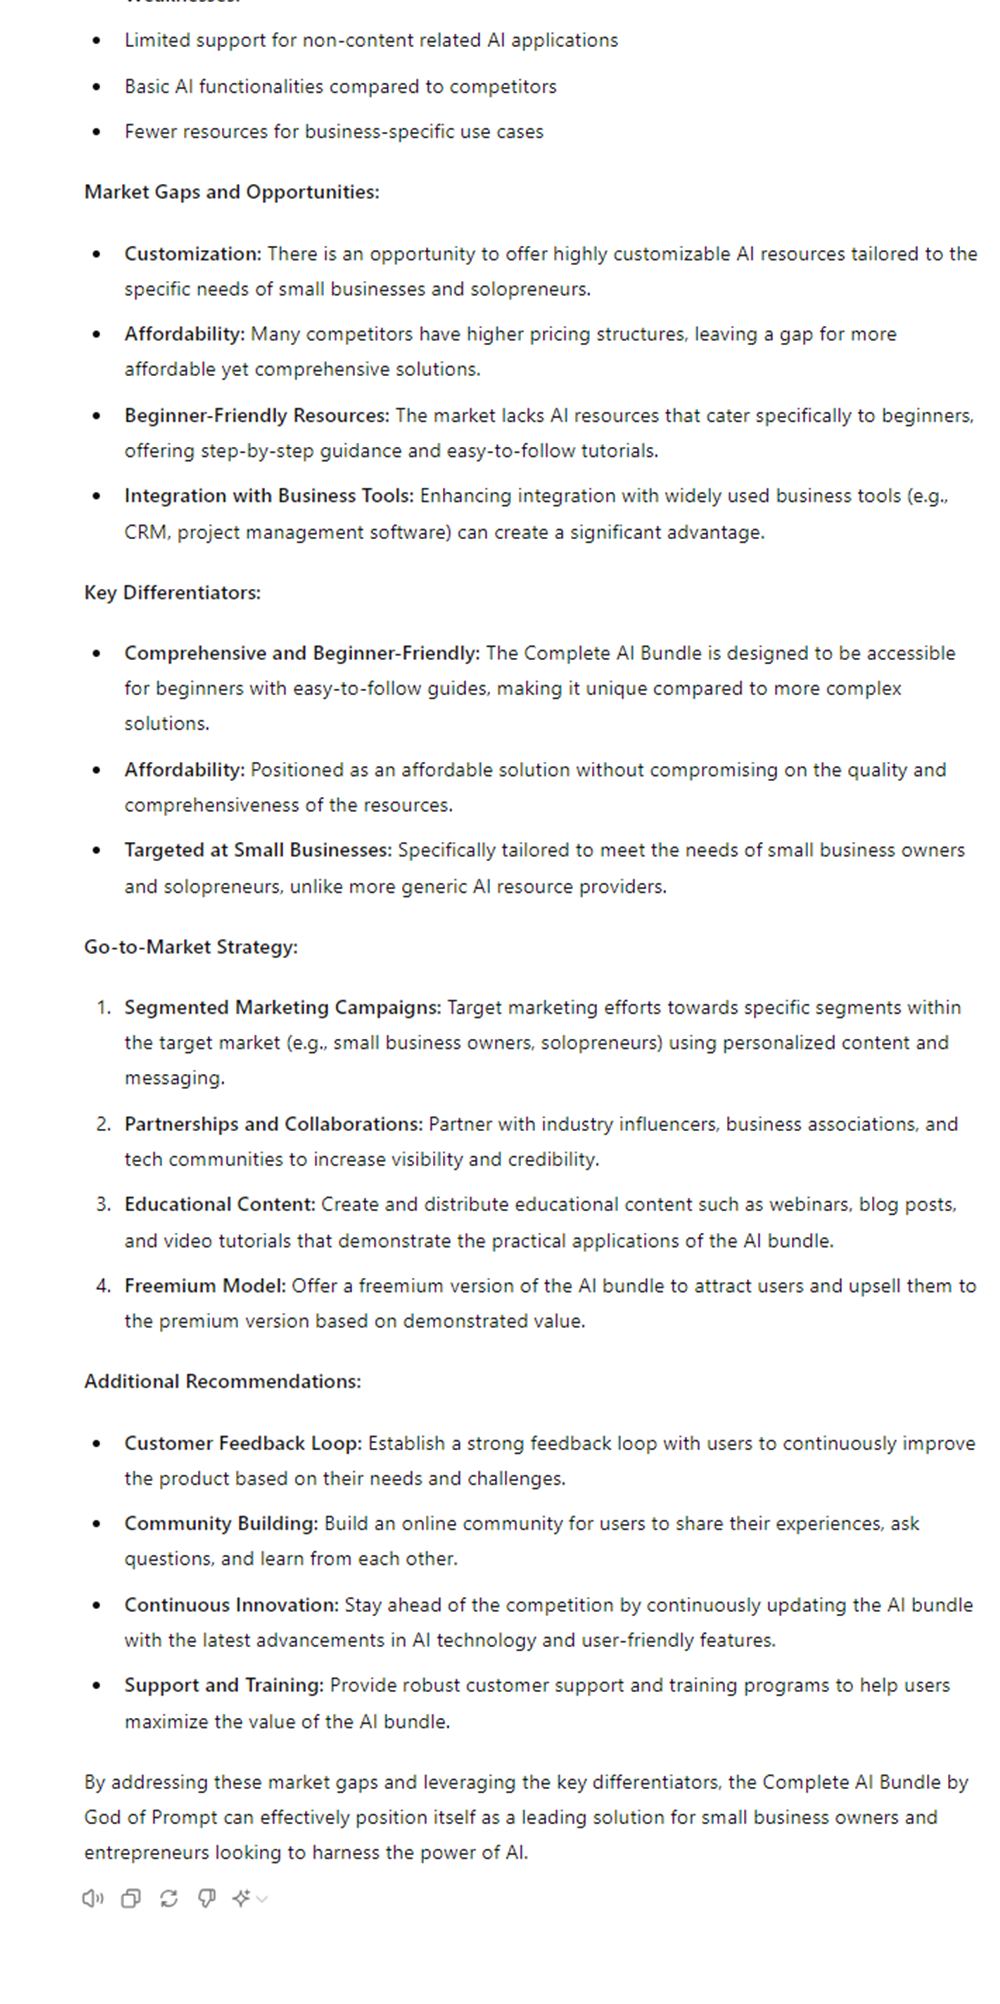 Weaknesses:
Limited support for non-content related AI applications
Basic AI functionalities compared to competitors
Fewer resources for business-specific use cases
Market Gaps and Opportunities:
Customization: There is an opportunity to offer highly customizable AI resources tailored to the
specific needs of small businesses and solopreneurs.
Affordability: Many competitors have higher pricing structures, leaving a gap for more
affordable yet comprehensive solutions.
Beginner-Friendly Resources: The market lacks AI resources that cater specifically to beginners,
offering step-by-step guidance and easy-to-follow tutorials.
Integration with Business Tools: Enhancing integration with widely used business tools (e.g.,
CRM, project management software) can create a significant advantage.
Key Differentiators:
Comprehensive and Beginner-Friendly: The Complete AI Bundle is designed to be accessible
for beginners with easy-to-follow guides, making it unique compared to more complex
solutions.
Affordability: Positioned as an affordable solution without compromising on the quality and
comprehensiveness of the resources.
Targeted at Small Businesses: Specifically tailored to meet the needs of small business owners
and solopreneurs, unlike more generic AI resource providers.
Go-to-Market Strategy:
1. Segmented Marketing Campaigns: Target marketing efforts towards specific segments within
the target market (e.g., small business owners, solopreneurs) using personalized content and
messaging.
2. Partnerships and Collaborations: Partner with industry influencers, business associations, and
tech communities to increase visibility and credibility.
3. Educational Content: Create and distribute educational content such as webinars, blog posts,
and video tutorials that demonstrate the practical applications of the AI bundle.
4. Freemium Model: Offer a freemium version of the AI bundle to attract users and upsell them to
the premium version based on demonstrated value.
Additional Recommendations:
Customer Feedback Loop: Establish a strong feedback loop with users to continuously improve
the product based on their needs and challenges.
Community Building: Build an online community for users to share their experiences, ask
questions, and learn from each other.
Continuous Innovation: Stay ahead of the competition by continuously updating the AI bundle
with the latest advancements in AI technology and user-friendly features.
Support and Training: Provide robust customer support and training programs to help users
maximize the value of the AI bundle.
By addressing these market gaps and leveraging the key differentiators, the Complete AI Bundle by
God of Prompt can effectively position itself as a leading solution for small business owners and
entrepreneurs looking to harness the power of AI.